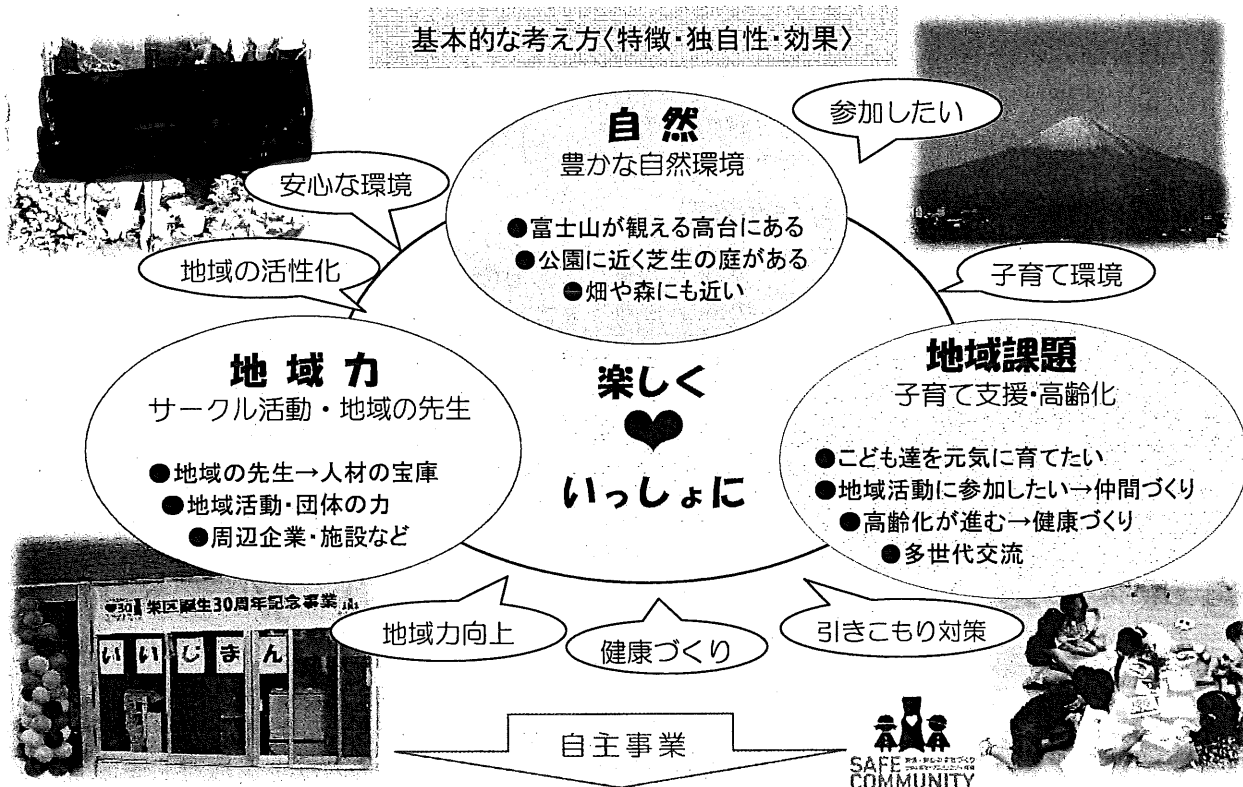 基本的な考え方〈特徴・独自性・効果〉
参加したい
自然
豊かな自然環境
安心な環境
●富士山が観える高台にある
●公園に近く芝生の庭がある
●畑や森にも近い
地域の活性化
子育て環境
地域力
サークル活動・地域の先生
●地域の先生→人材の宝庫
●地域活動・団体の力
●周辺企業・施設など
楽しく
♥
いっしょに
地域課題
子育て支援・高齢化
●こども達を元気に育てたい
●地域活動に参加したい→仲間づくり
●高齢化が進む→健康づくり
●多世代交流
♥30 栄区誕生30周年記念事業
いいじまん
地域力向上
健康づくり
引きこもり対策
自主事業
SAFE
COMMUNITY